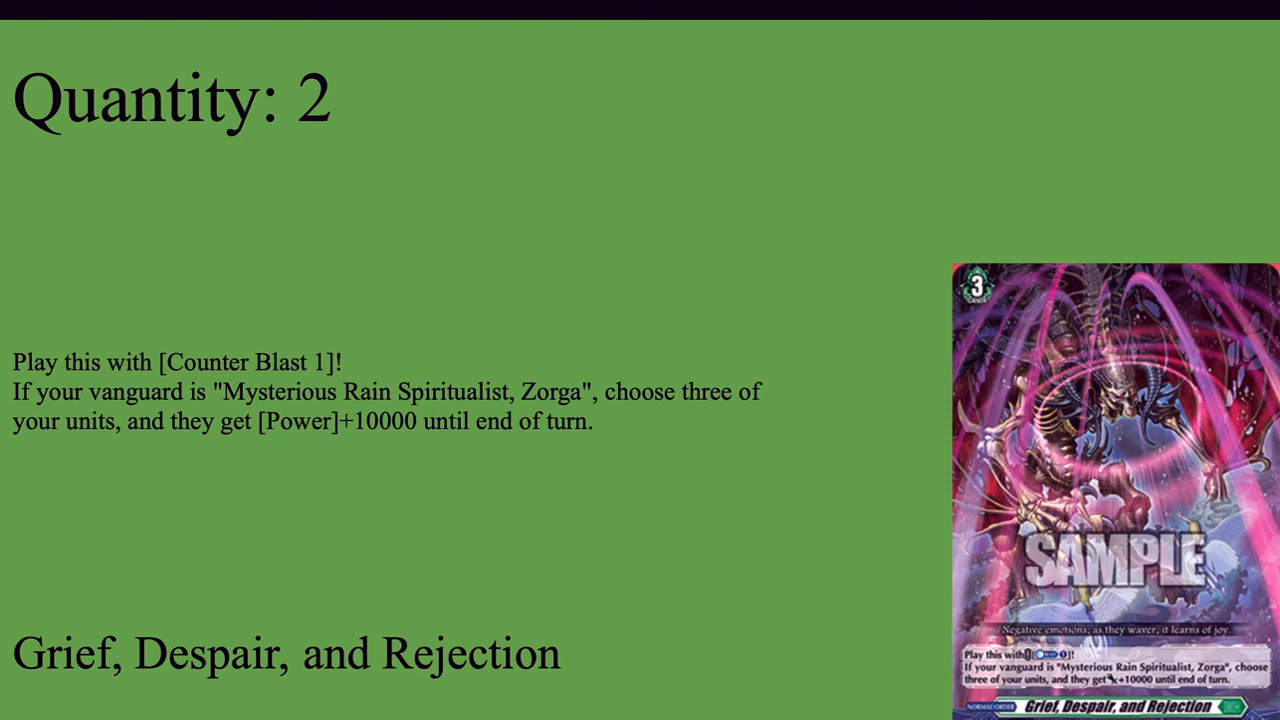 Quantity: 2
Play this with [Counter Blast 1]!
If your vanguard is "Mysterious Rain Spiritualist, Zorga", choose three of
your units, and they get [Power]+10000 until end of turn.
Grief, Despair, and Rejection
3
SAMPLE
Negative emotions; as they waver, it learns of joy.
Play this with [1]!
If your vanguard is "Mysterious Rain Spiritualist, Zorga", choose
three of your units, and they get +10000 until end of turn.
NORMAL ORDER Grief, Despair, and Rejection